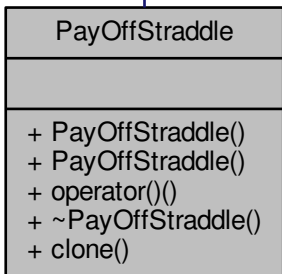 PayOffStraddle
+ PayOffStraddle()
+ PayOffStraddle()
+ operator()()
+ ~PayOffStraddle()
+ clone()